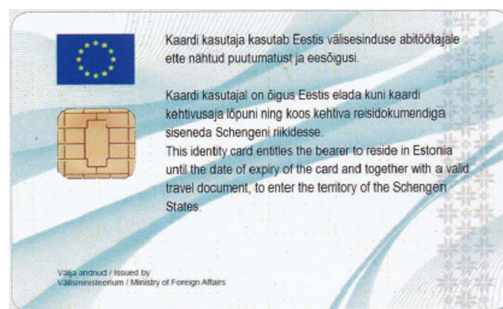 Kaardi kasutaja kasutab Eestis välisesinduse abitöötajale
ette nähtud puutumatust ja eesõigusi.
Kaardi kasutajal on õigus Eestis elada kuni kaardi
kehtivusaja lõpuni ning koos kehtiva reisidokumendiga
siseneda Schengeni riikidesse.
This identity card entitles the bearer to reside in Estonia
until the date of expiry of the card and together with a valid
travel document, to enter the territory of the Schengen
States.
Välja andnud / Issued by
Välisministeerium / Ministry of Foreign Affairs